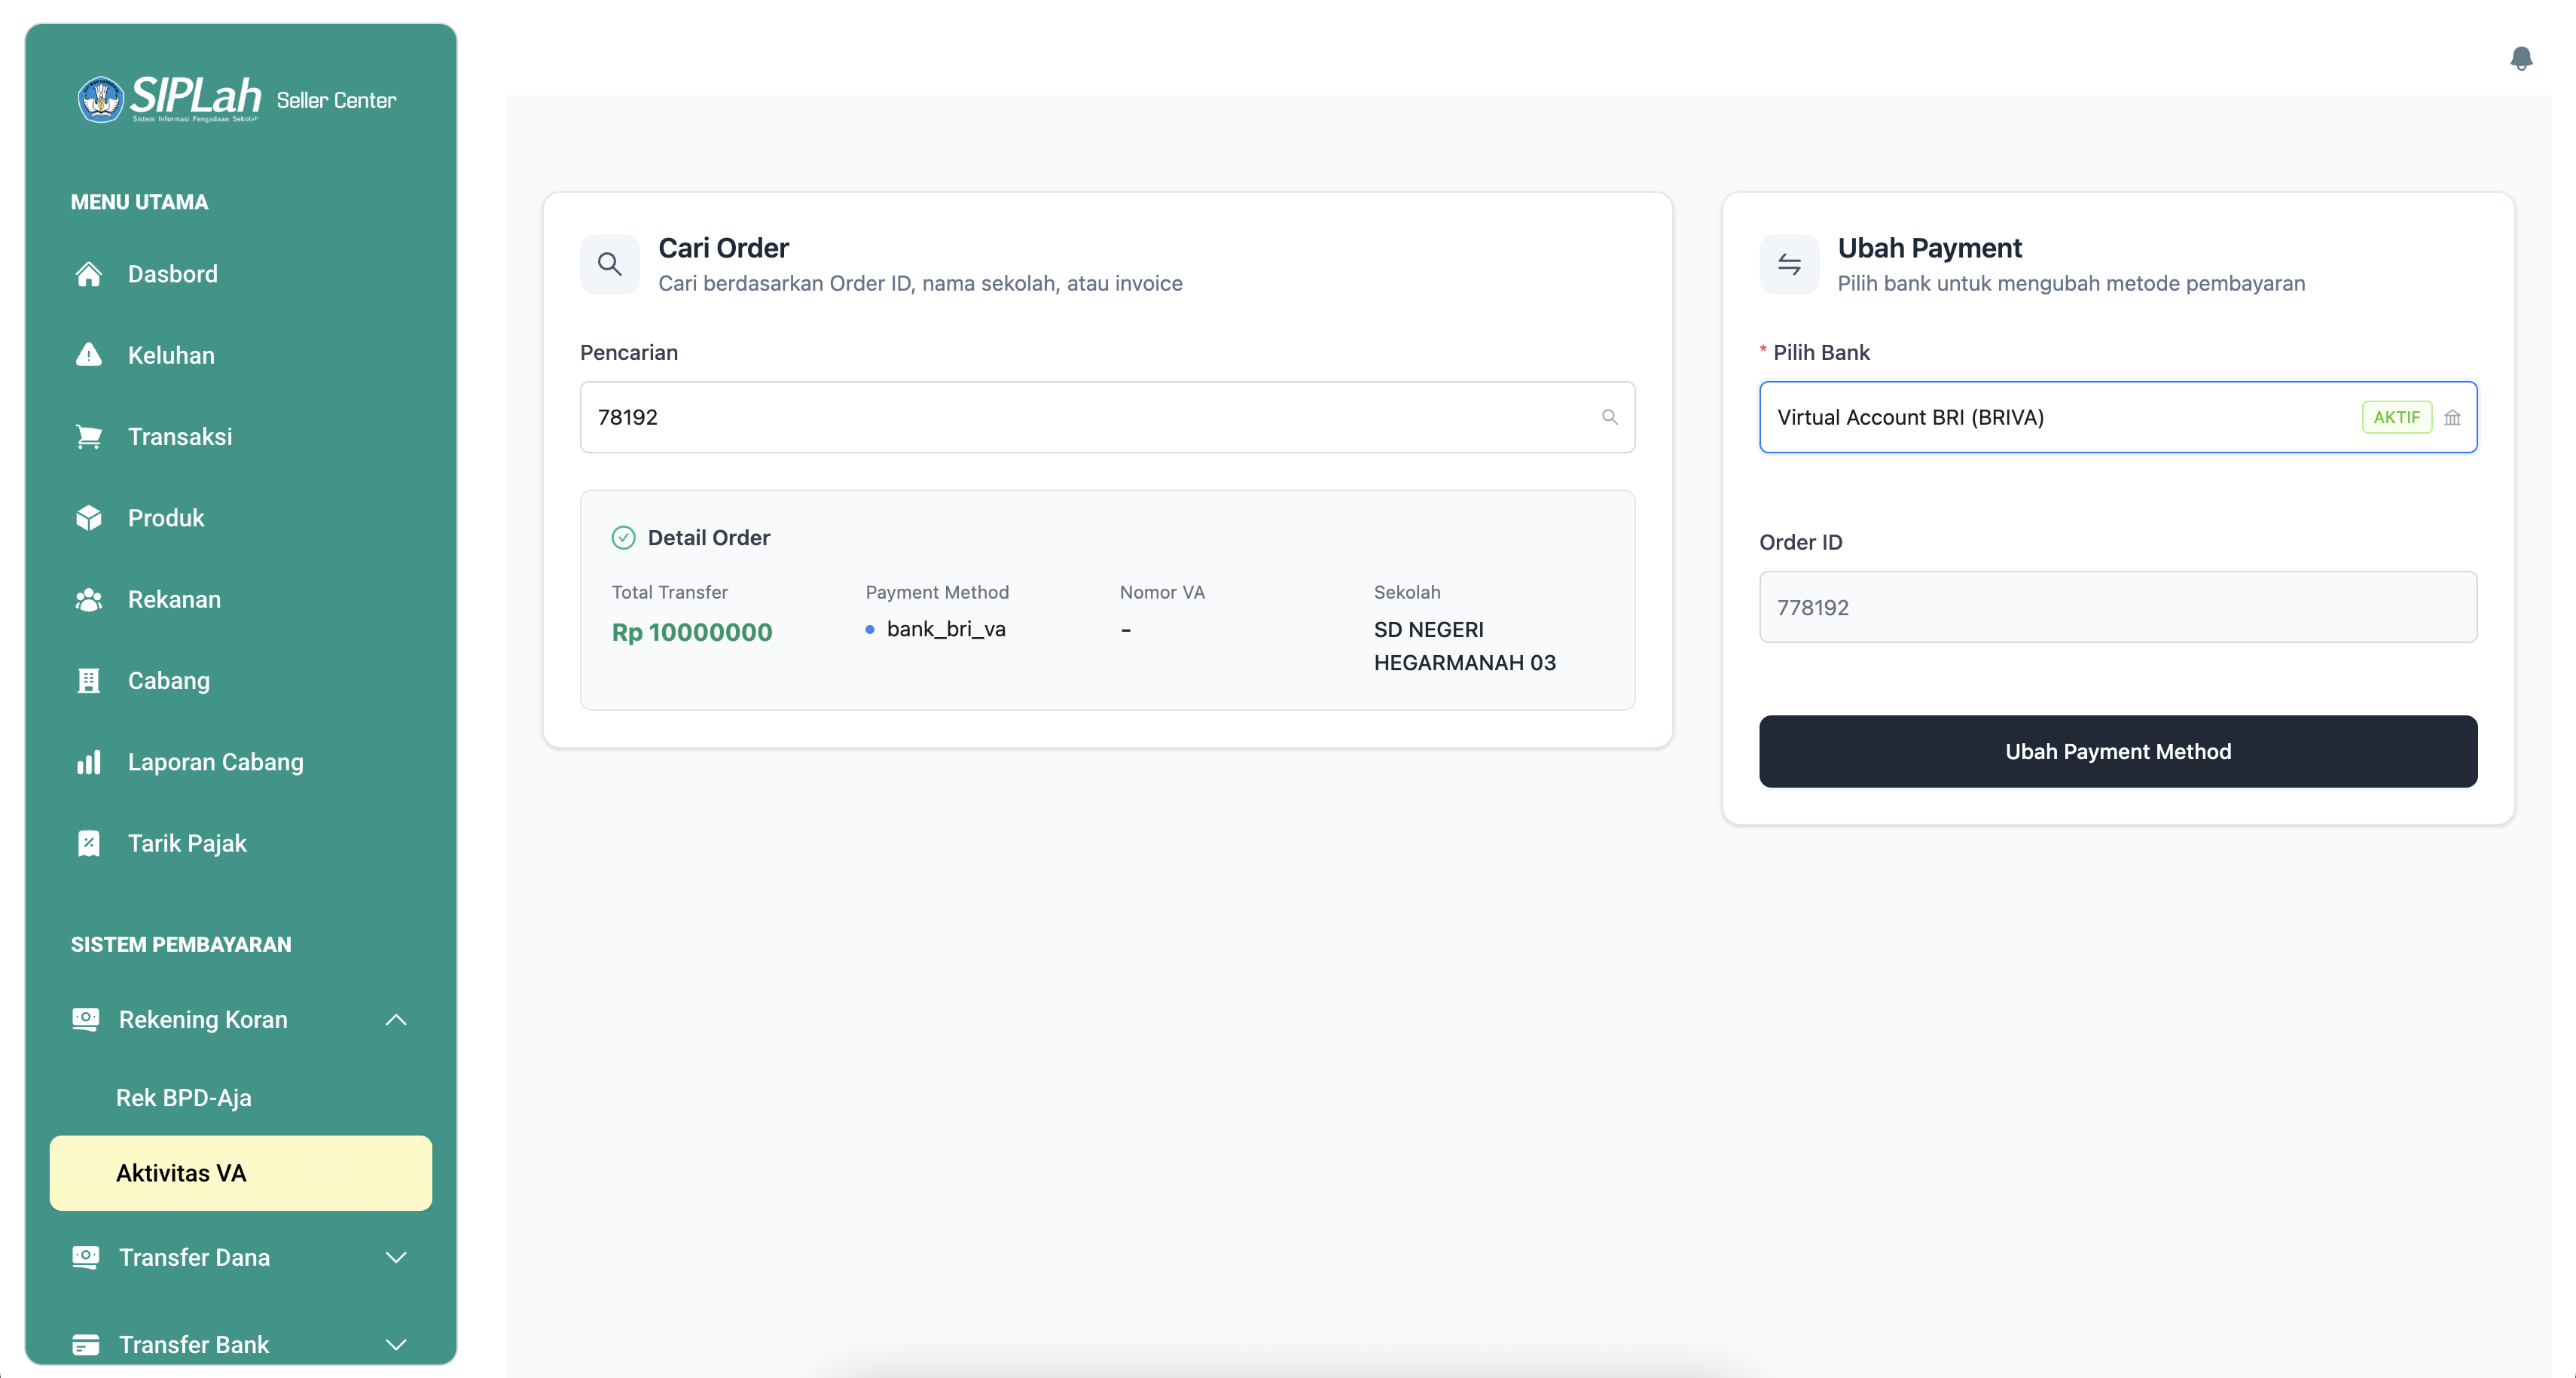 SIPLah Seller Center
Sistem Informasi Pengadaan Sekolah
MENU UTAMA
Dasbord
Keluhan
Transaksi
Produk
Rekanan
Cabang
Laporan Cabang
Tarik Pajak
SISTEM PEMBAYARAN
Rekening Koran
Rek BPD-Aja
Aktivitas VA
Transfer Dana
Transfer Bank
Cari Order
Cari berdasarkan Order ID, nama sekolah, atau invoice
Pencarian
78192
Detail Order
Total Transfer Payment Method Nomor VA Sekolah
Rp 10000000 bank_bri_va - SD NEGERI
HEGARMANAH 03
Ubah Payment
Pilih bank untuk mengubah metode pembayaran
* Pilih Bank
Virtual Account BRI (BRIVA) AKTIF
Order ID
778192
Ubah Payment Method